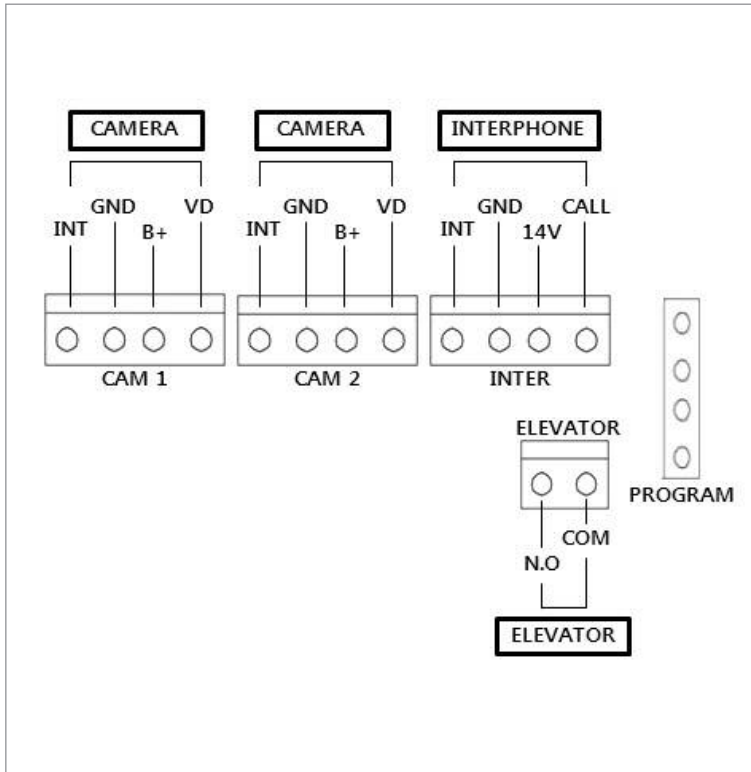 CAMERA CAMERA INTERPHONE
GND VD GND VD GND CALL
INT B+ INT B+ INT 14V
CAM 1 CAM 2 INTER
ELEVATOR
PROGRAM
COM
N.O
ELEVATOR